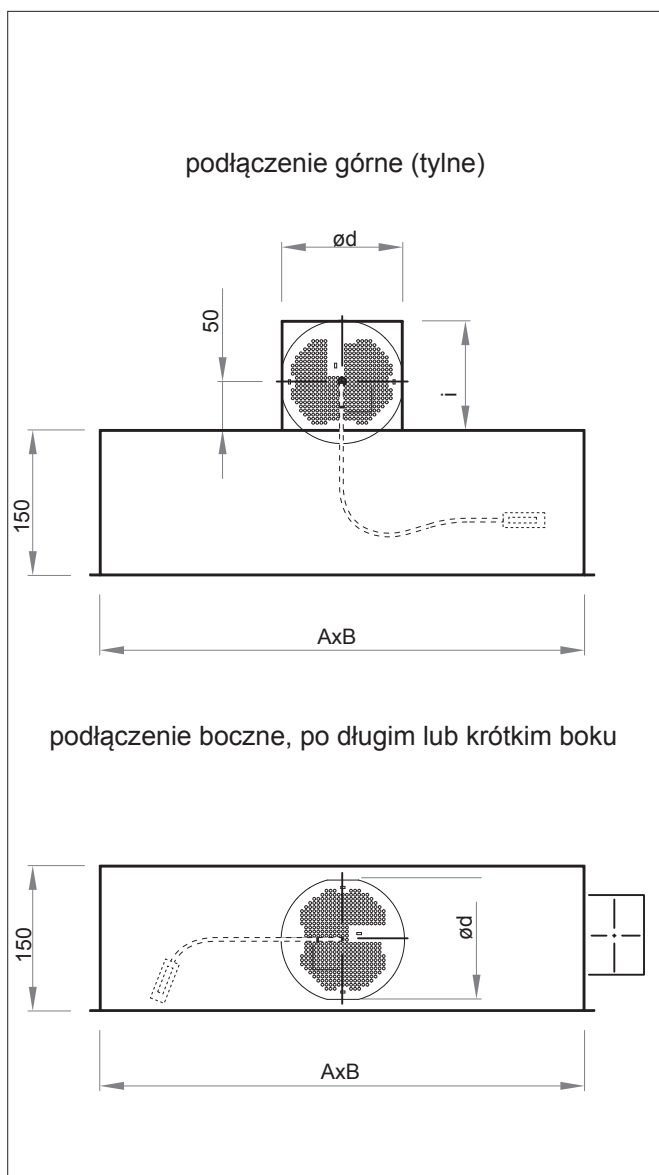 podłączenie górne (tylne)
ød
50
i
150
AxB
podłączenie boczne, po długim lub krótkim boku
150
ød
AxB